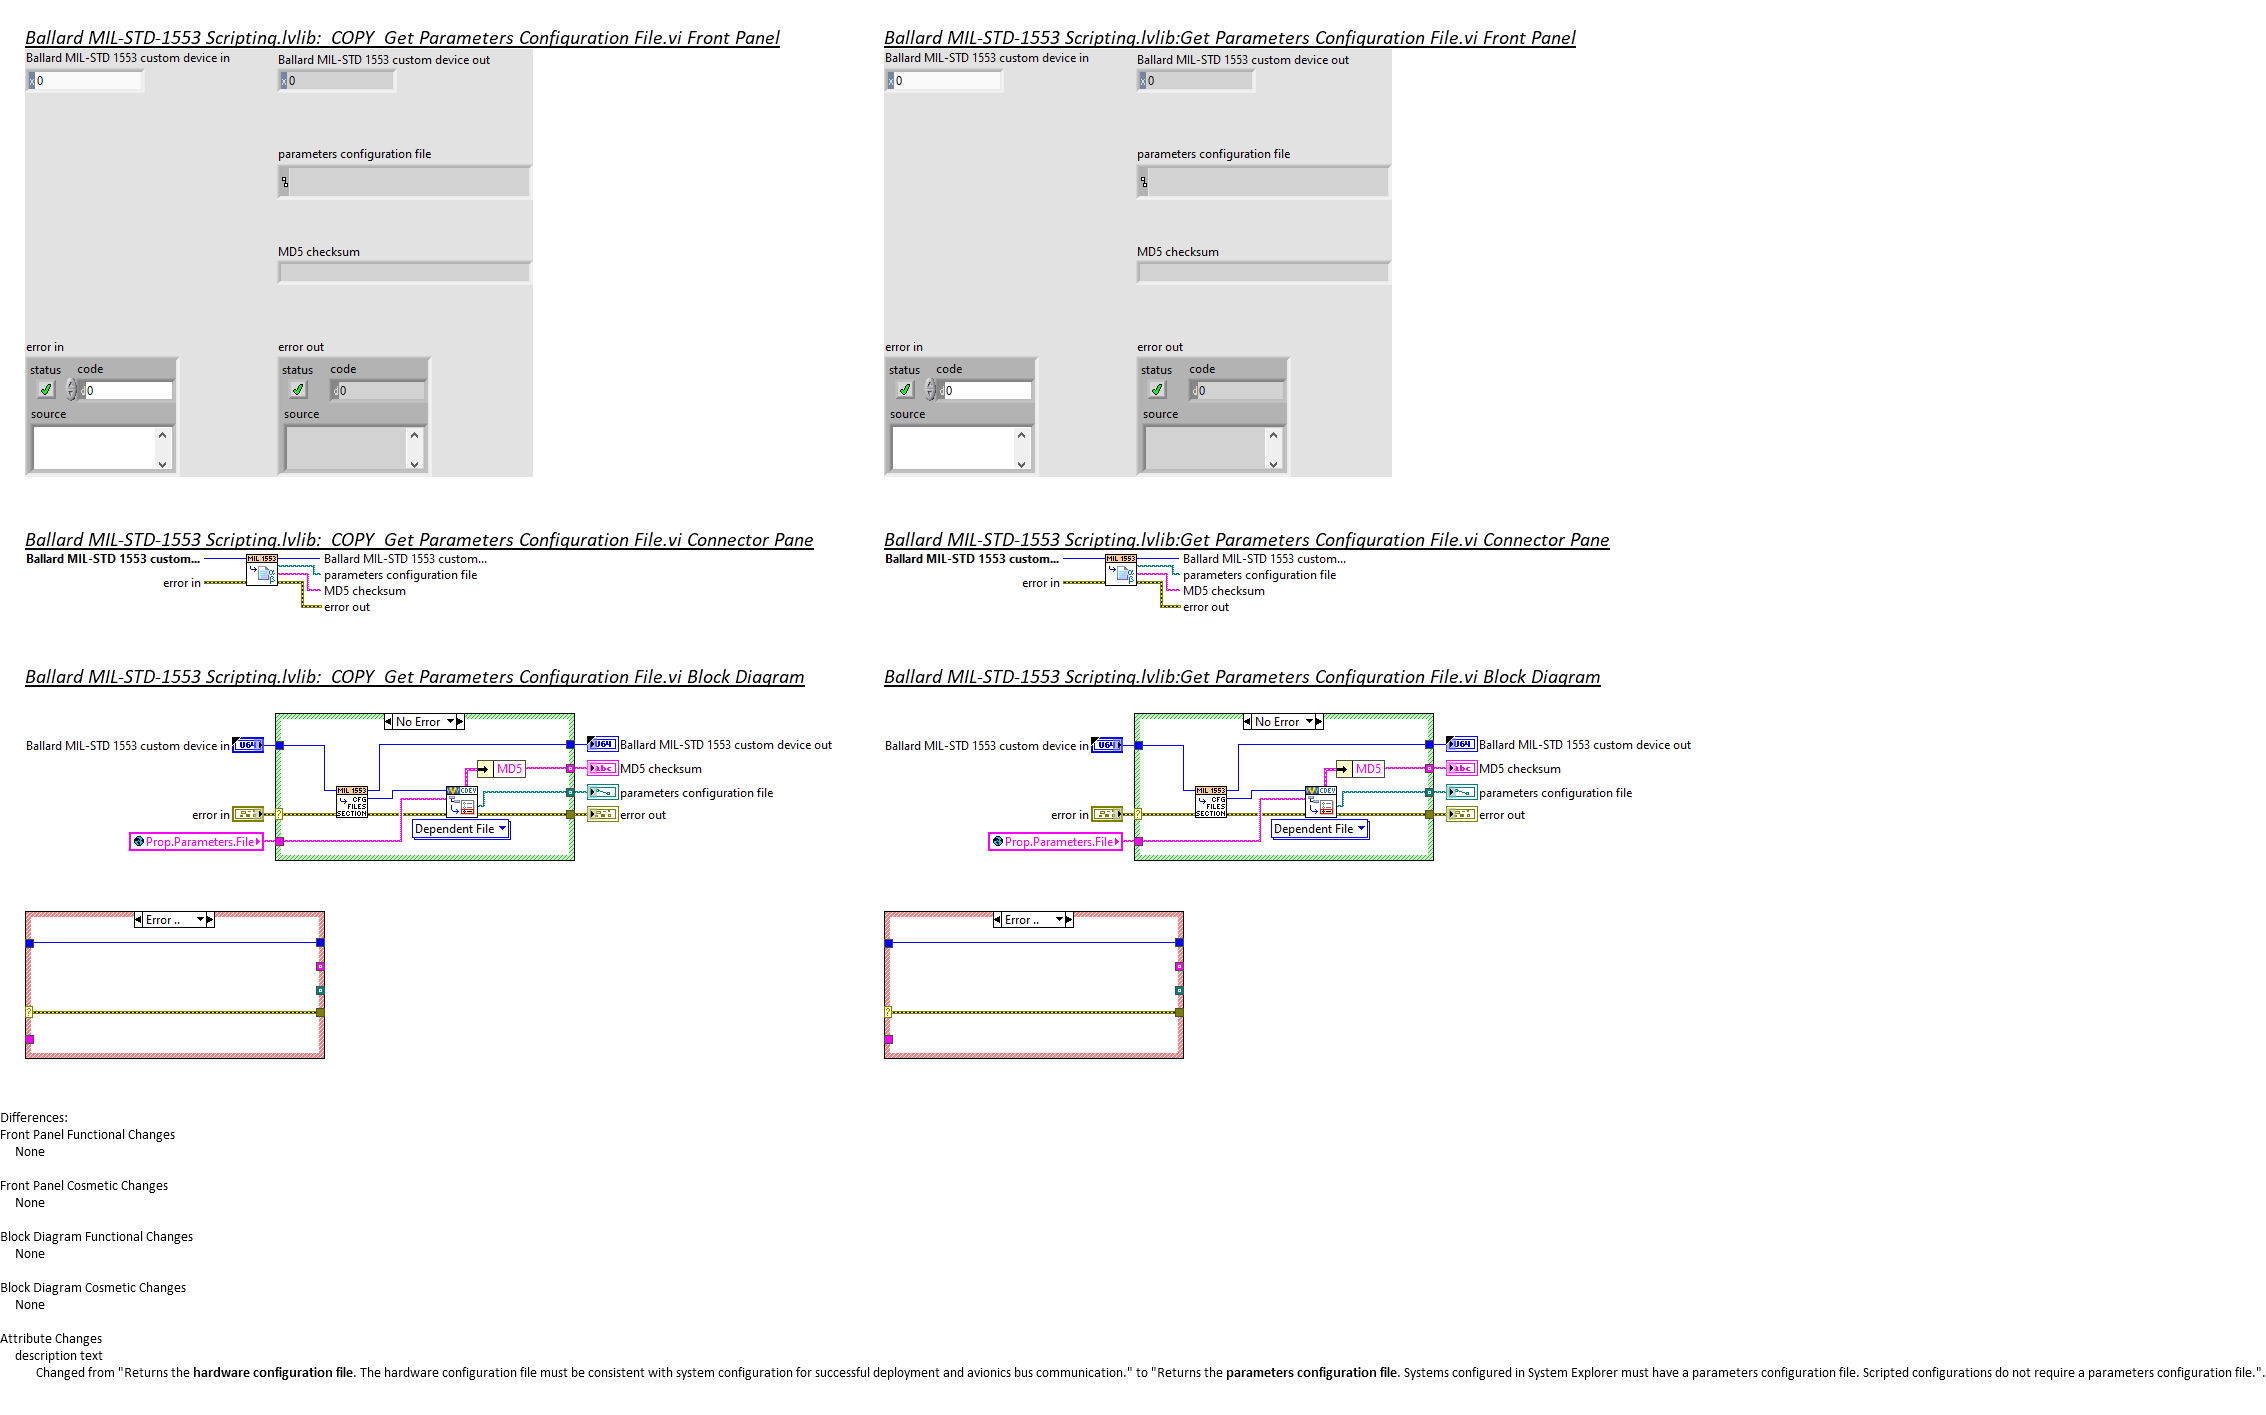 Ballard MIL-STD-1553 Scripting.lvlib:  COPY  Get Parameters Configuration File.vi Front Panel
Ballard MIL-STD 1553 custom device in
Ballard MIL-STD 1553 custom device out
x 0
x 0
parameters configuration file
MD5 checksum
error in
error out
status
code
status
code
d 0
d 0
source
source
Ballard MIL-STD-1553 Scripting.lvlib:Get Parameters Configuration File.vi Front Panel
Ballard MIL-STD 1553 custom device in
Ballard MIL-STD 1553 custom device out
x 0
x 0
parameters configuration file
MD5 checksum
error in
error out
status
code
status
code
d 0
d 0
source
source
Ballard MIL-STD-1553 Scripting.lvlib:  COPY  Get Parameters Configuration File.vi Connector Pane
Ballard MIL-STD 1553 custom...
MIL 1553
Ballard MIL-STD 1553 custom...
parameters configuration file
error in
MD5 checksum
error out
Ballard MIL-STD-1553 Scripting.lvlib:Get Parameters Configuration File.vi Connector Pane
Ballard MIL-STD 1553 custom...
MIL 1553
Ballard MIL-STD 1553 custom...
parameters configuration file
error in
MD5 checksum
error out
Ballard MIL-STD-1553 Scripting.lvlib:  COPY  Get Parameters Configuration File.vi Block Diagram
No Error
Ballard MIL-STD 1553 custom device in
U64
U64
Ballard MIL-STD 1553 custom device out
MD5
abc
MD5 checksum
MIL 1553
CFG
FILES
SECTION
CDEV
parameters configuration file
error in
?
error out
Dependent File
Prop.Parameters.File
Error ..
?
Ballard MIL-STD-1553 Scripting.lvlib:Get Parameters Configuration File.vi Block Diagram
No Error
Ballard MIL-STD 1553 custom device in
U64
U64
Ballard MIL-STD 1553 custom device out
MD5
abc
MD5 checksum
MIL 1553
CFG
FILES
SECTION
CDEV
parameters configuration file
error in
?
error out
Dependent File
Prop.Parameters.File
Error ..
?
Differences:
Front Panel Functional Changes
None
Front Panel Cosmetic Changes
None
Block Diagram Functional Changes
None
Block Diagram Cosmetic Changes
None
Attribute Changes
description text
Changed from "Returns the hardware configuration file. The hardware configuration file must be consistent with system configuration for successful deployment and avionics bus communication." to "Returns the parameters configuration file. Systems configured in System Explorer must have a parameters configuration file. Scripted configurations do not require a parameters configuration file.".